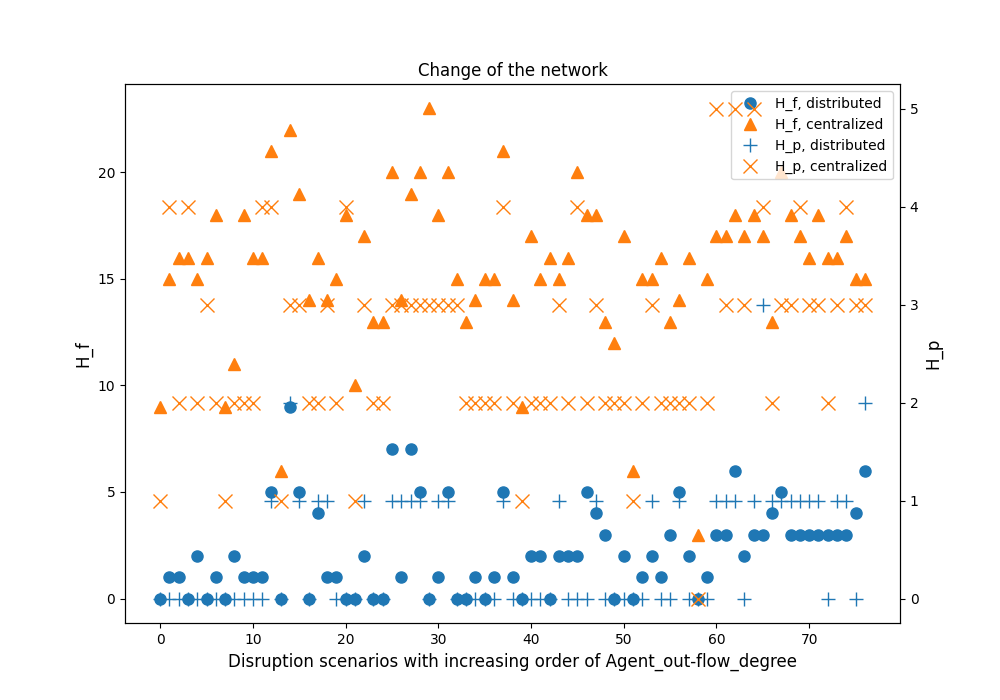 Change of the network
H_f
20
15
10
5
0
H_f, distributed
H_f, centralized
H_p, distributed
H_p, centralized
5
4
3
2
1
0
H_p
0 10 20 30 40 50 60 70
Disruption scenarios with increasing order of Agent_out-flow_degree